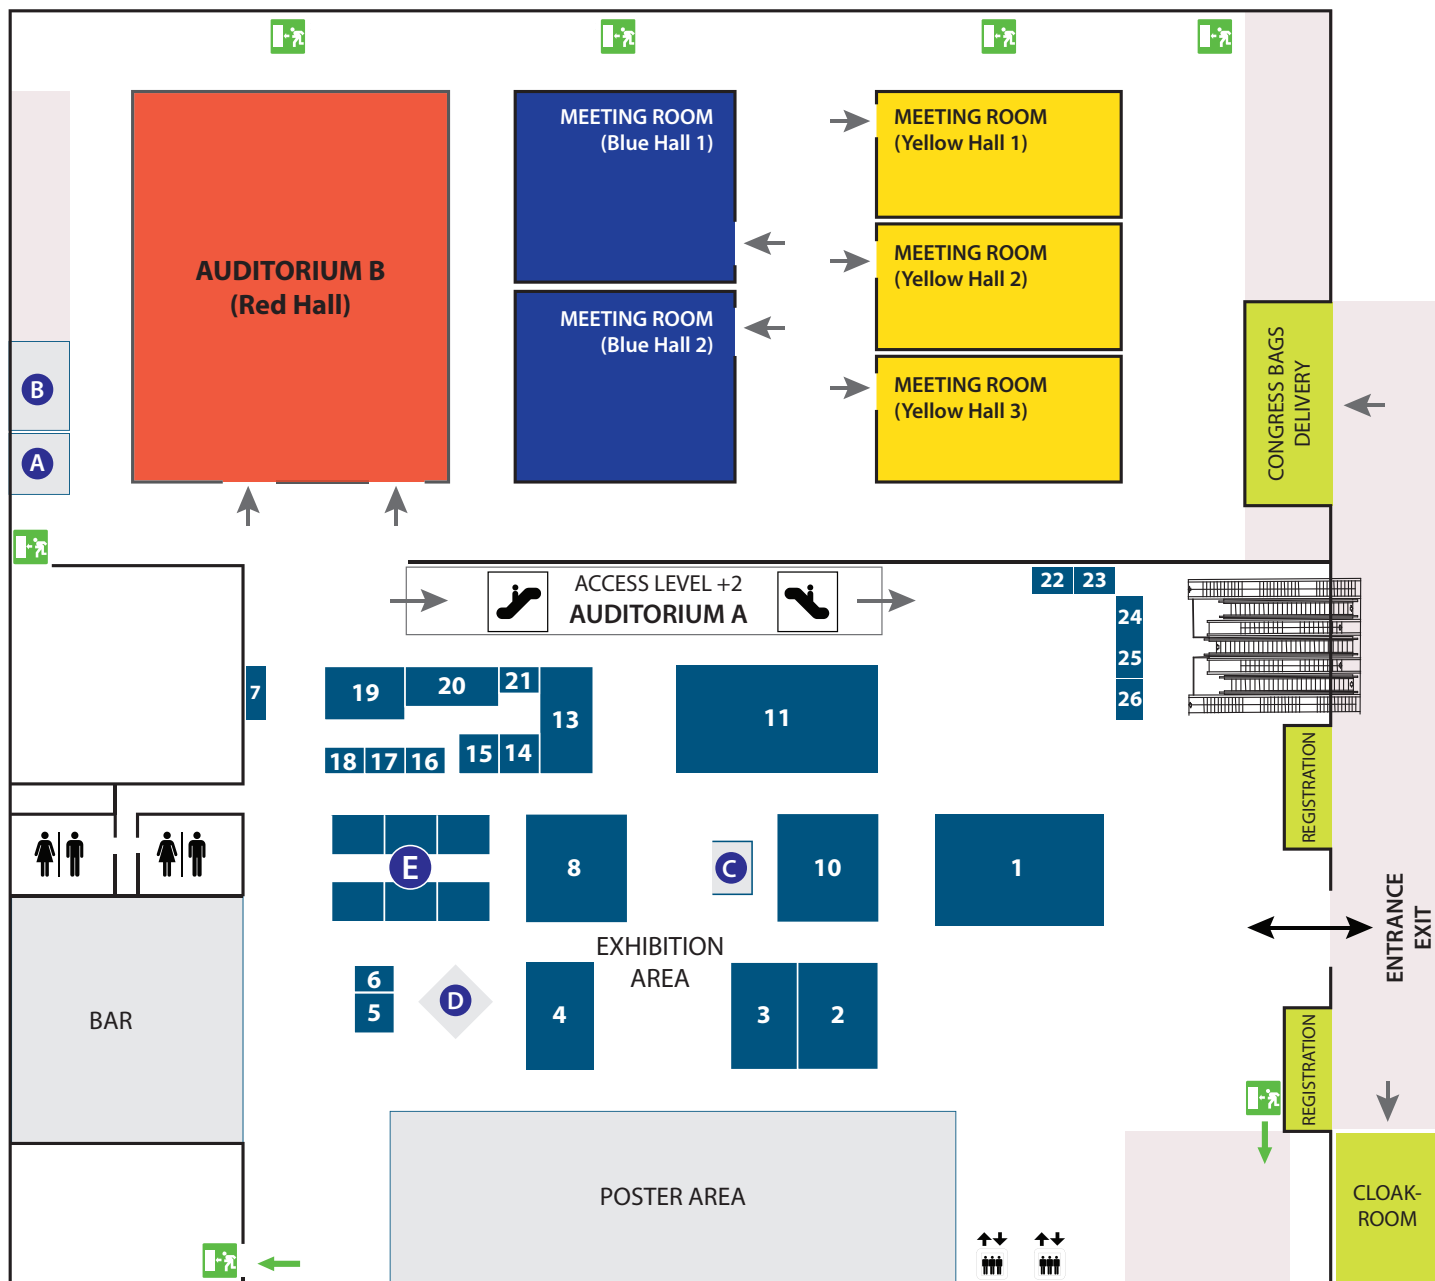 MEETING ROOM
(Blue Hall 1)
MEETING ROOM
(Yellow Hall 1)
AUDITORIUM B
(Red Hall)
MEETING ROOM
(Yellow Hall 2)
MEETING ROOM
(Blue Hall 2)
MEETING ROOM
(Yellow Hall 3)
CONGRESS BAGS
DELIVERY
B
A
ACCESS LEVEL +2
AUDITORIUM A
22
23
24
25
26
7
19
20
21
13
11
18
17
16
15
14
REGISTRATION
E
8
C
10
1
ENTRANCE
EXIT
EXHIBITION
AREA
6
5
D
4
3
2
BAR
REGISTRATION
POSTER AREA
CLOAK-
ROOM